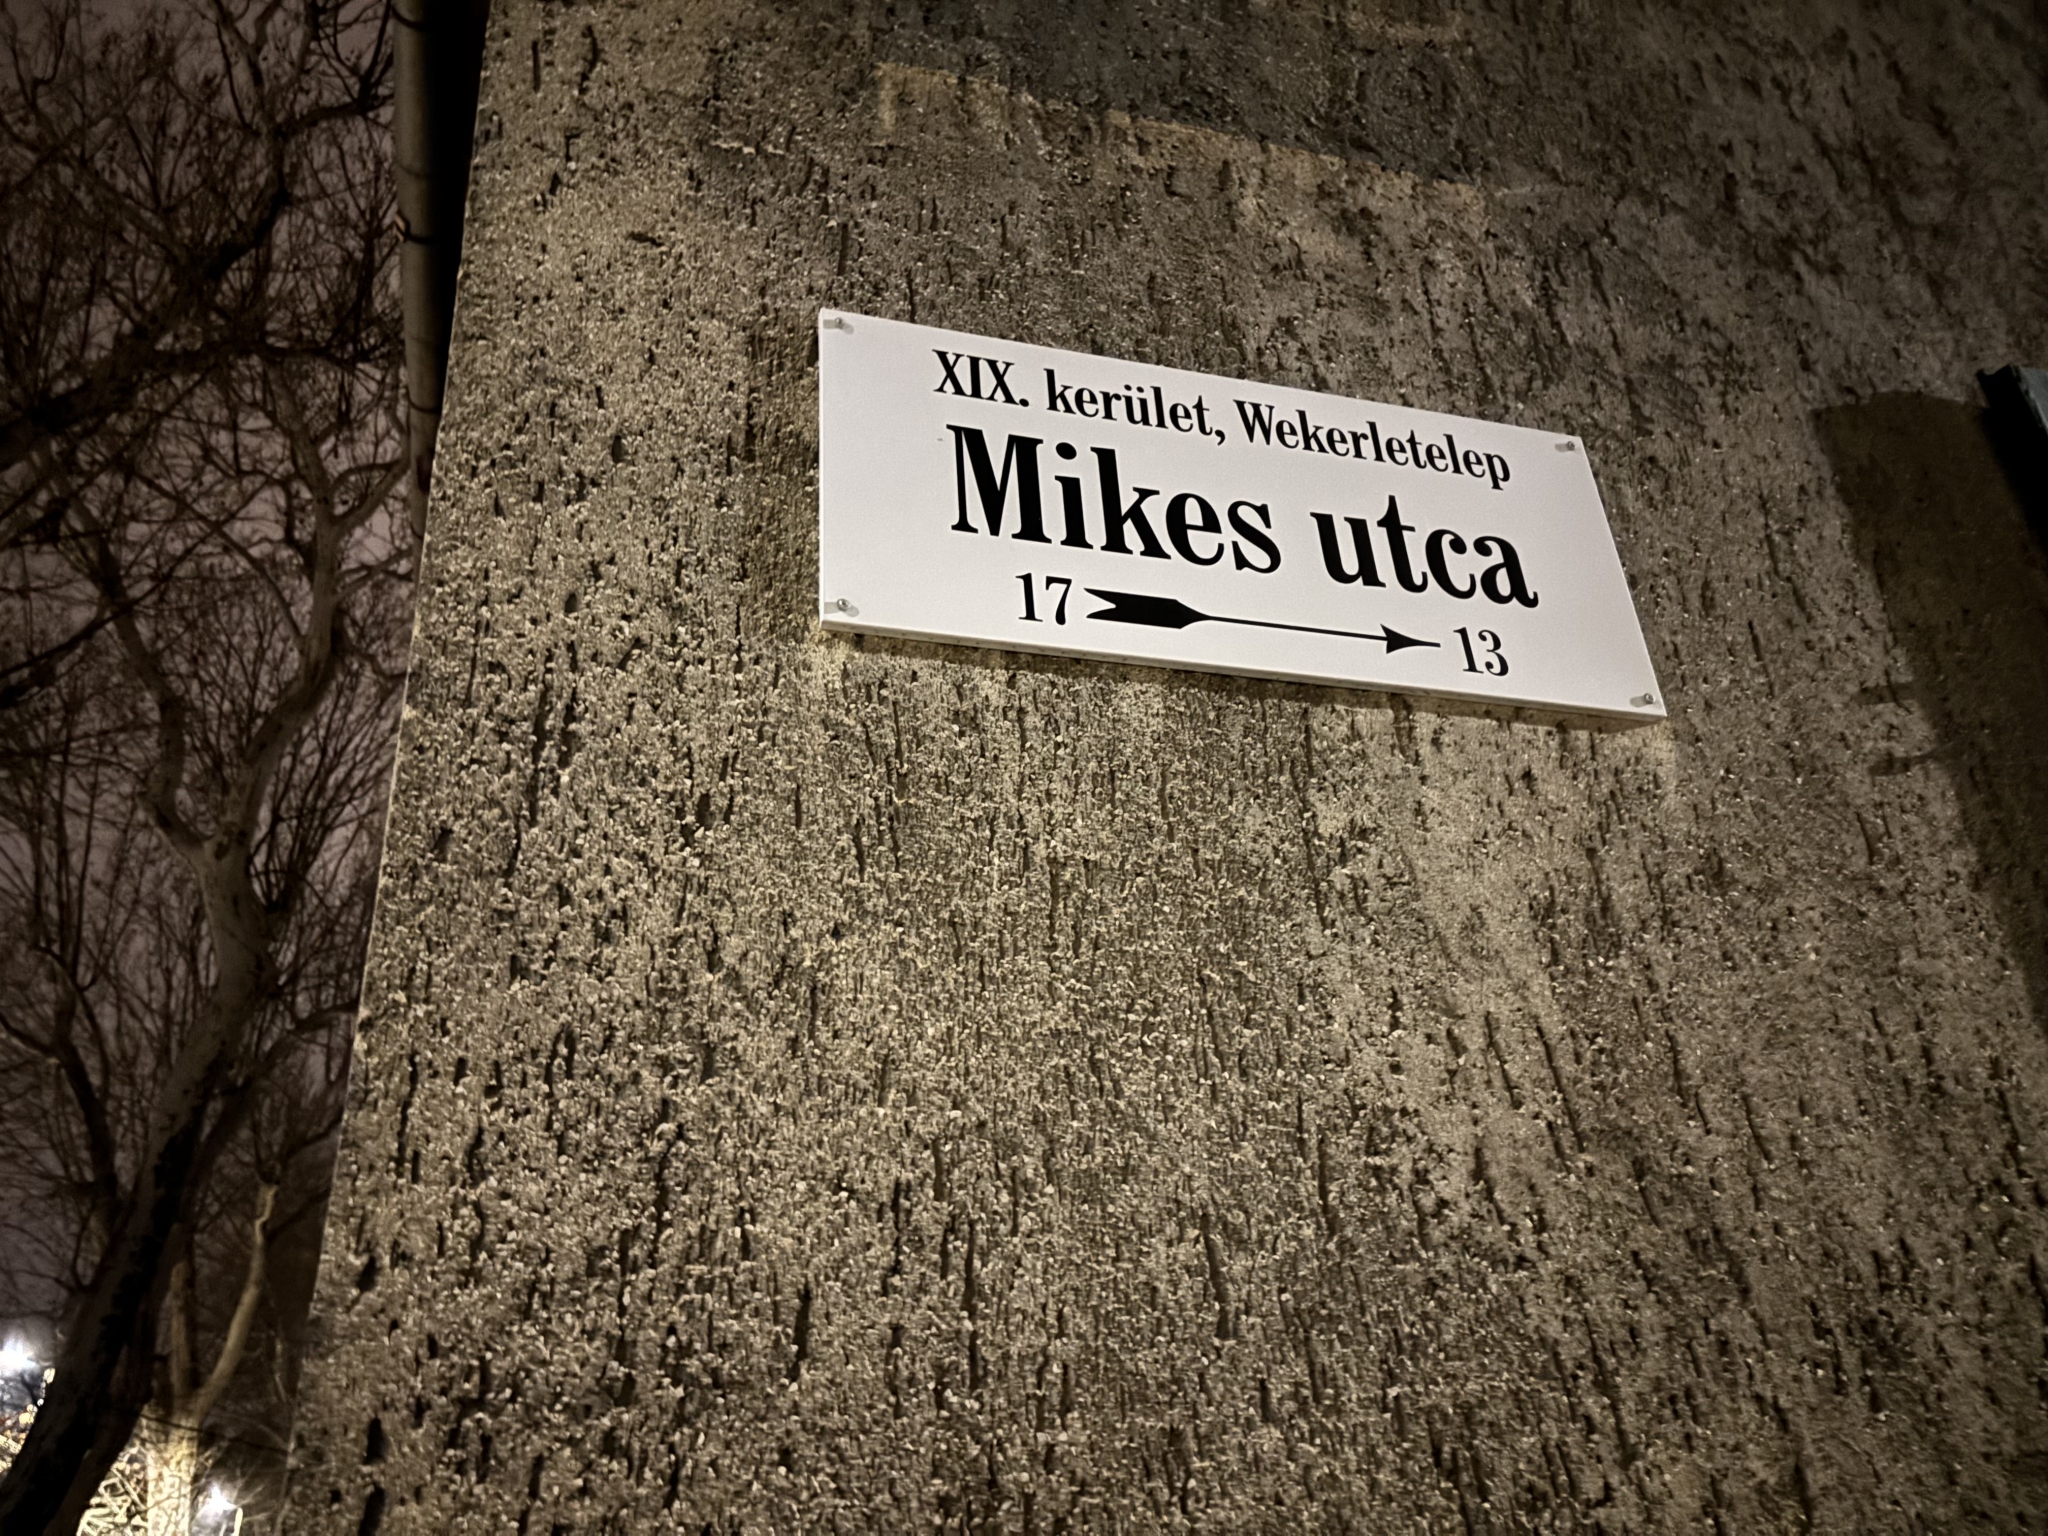 XIX. kerület, Wekerletelep
Mikes utca
17 13